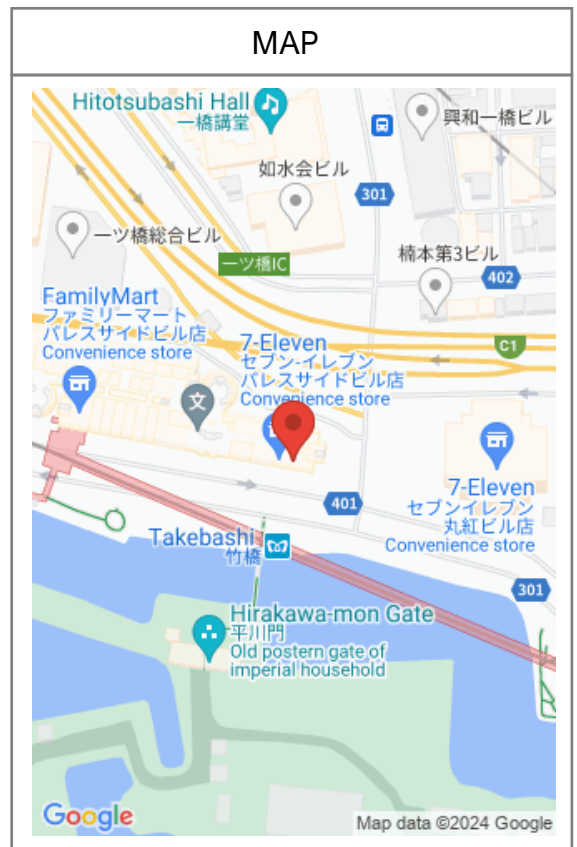 MAP
Hitotsubashi Hall
一橋講堂
興和一橋ビル
如水会ビル
301
一ツ橋総合ビル
楠本第3ビル
一ツ橋IC
402
FamilyMart
ファミリーマート
パレスサイドビル店
Convenience store
7-Eleven
セブン-イレブン
パレスサイドビル店
Convenience store
C1
文
7-Eleven
セブンイレブン
丸紅ビル店
Convenience store
401
Takebashi
竹橋
301
Hirakawa-mon Gate
平川門
Old postern gate of
imperial household
Google
Map data ©2024 Google